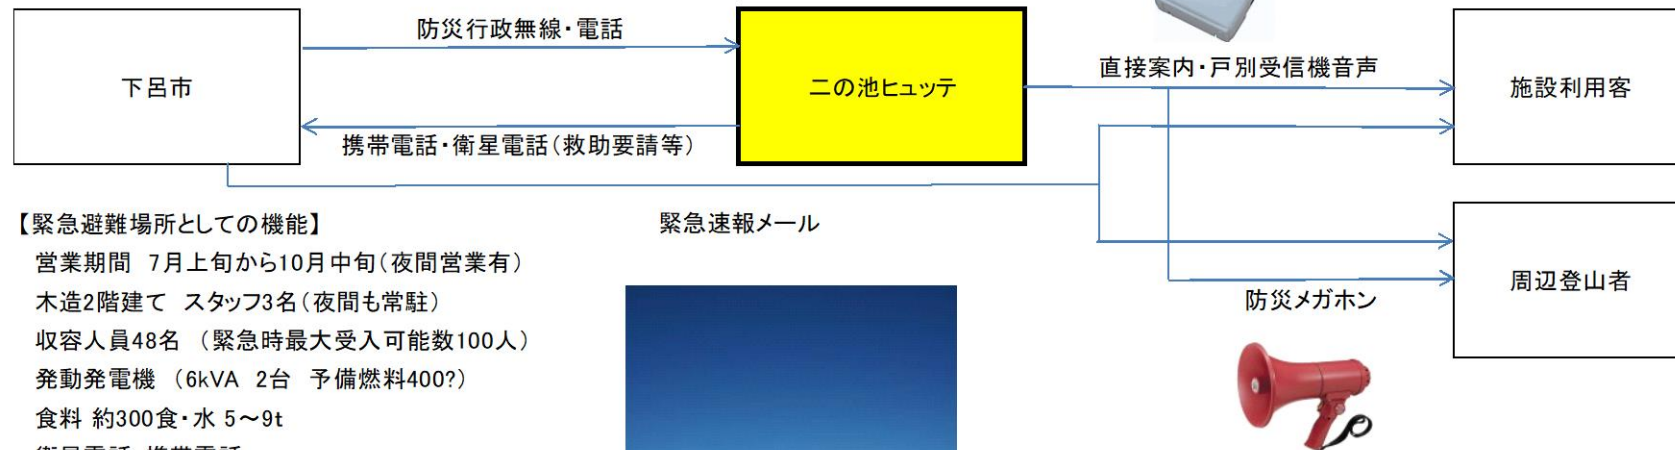 防災行政無線・電話
下呂市
二の池ヒュッテ
直接案内・戸別受信機音声
施設利用客
携帯電話・衛星電話(救助要請等)
【緊急避難場所としての機能】
緊急速報メール
営業期間 7月上旬から10月中旬(夜間営業有)
木造2階建て スタッフ3名(夜間も常駐)
周辺登山者
防災メガホン
収容人員48名 (緊急時最大受入可能数100人)
発動発電機 (6kVA 2台 予備燃料400?)
食料 約300食・水 5～9t